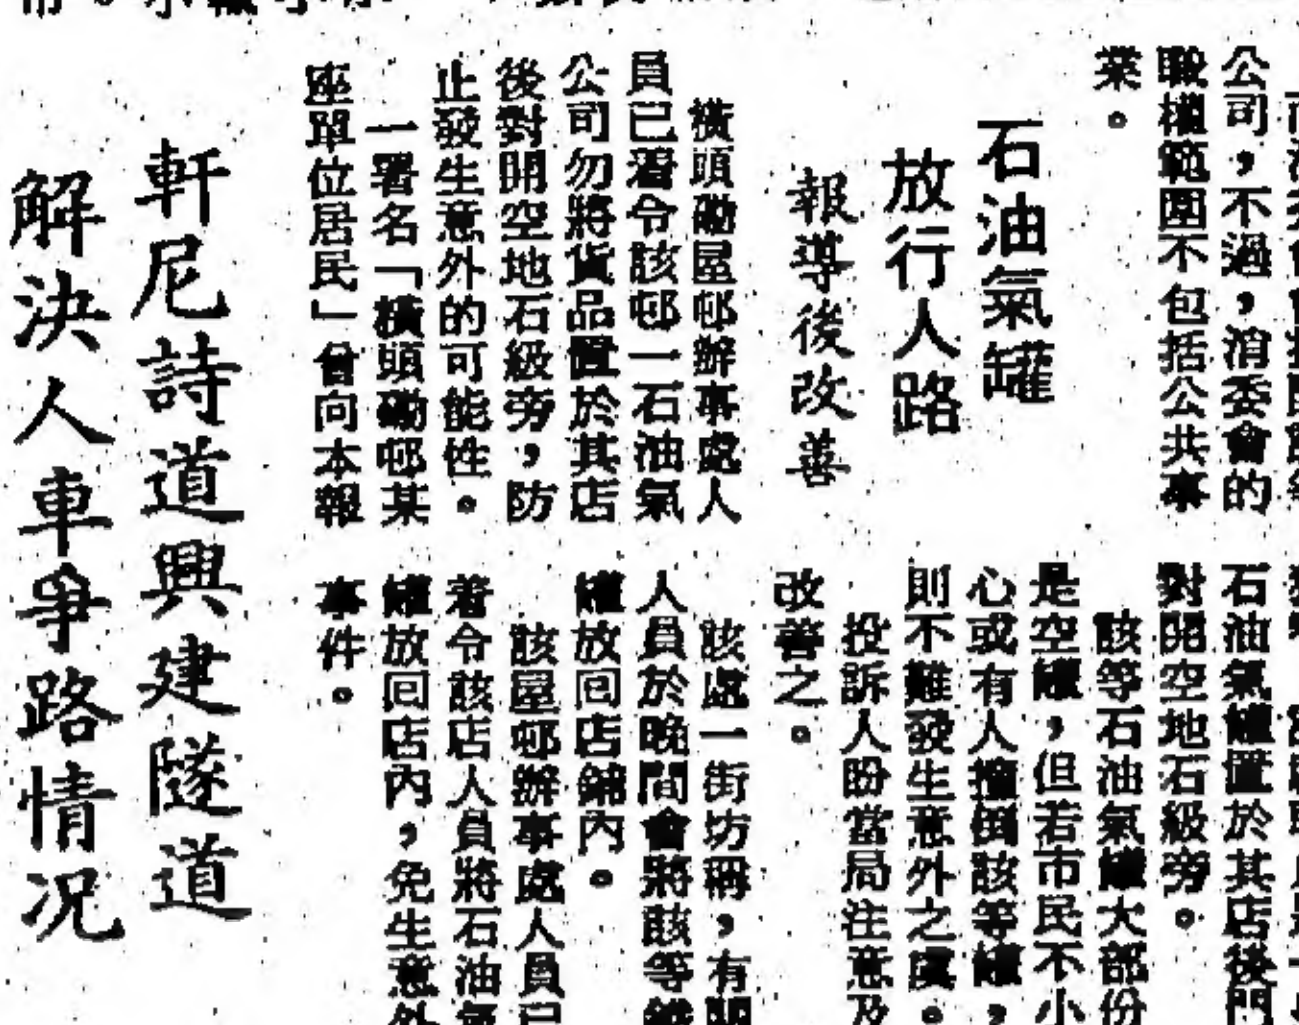 公司，不過，消委會的
職權範圍不包括公共事
業。
石油氣罐
放行人路
報導後改善
橫頭磡屋邨辦事處人
員已着令該邨一石油氣
公司勿將貨品置於其店
後對開空地石級旁，防
止發生意外的可能性。
一署名「橫頭磡邨某
座單位居民」曾向本報
石油氣罐置於其店後門
對開空地石級旁。
該等石油氣罐大部份
是空罐，但若市民不小
心或有人撞倒該等罐，
則不難發生意外之虞。
投訴人盼當局注意及
改善之。
該處一街坊稱，有關
人員於晚間會將該等
罐放回店舖內。
該屋邨辦事處人員已
着令該店人員將石油氣
罐放回店內，免生意外
事件。
軒尼詩道興建隧道
解決人車爭路情況